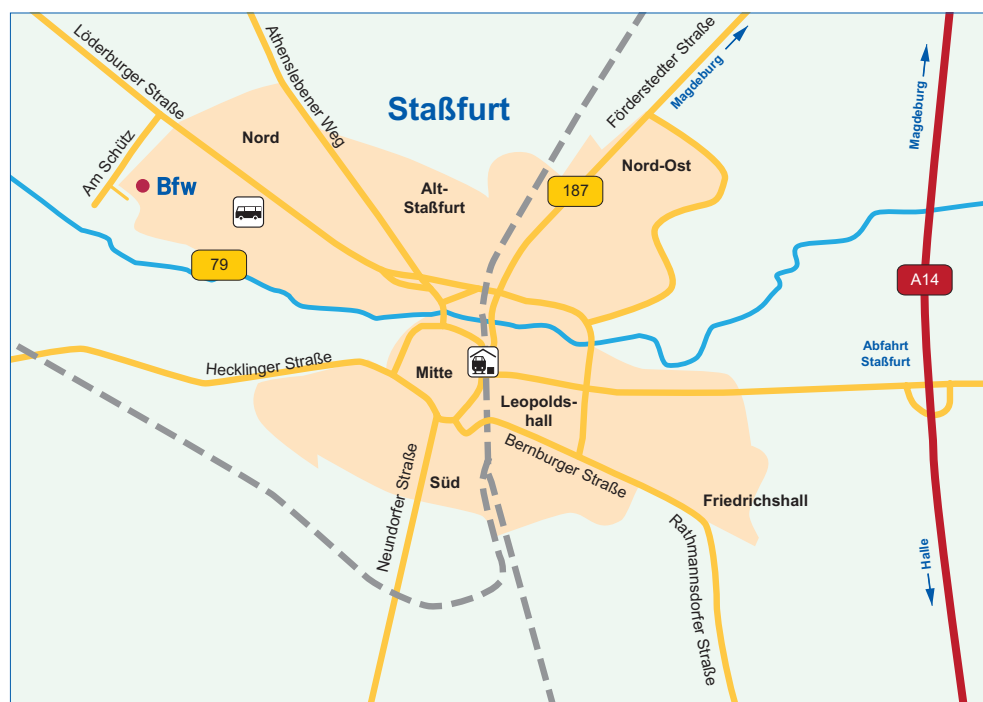 Löderburger Straße
Athenslebener Weg
Förderstedter Straße
Magdeburg
Magdeburg
Staßfurt
Nord
Nord-Ost
Am Schütz
Bfw
Alt-
Staßfurt
187
79
A14
Abfahrt
Staßfurt
Hecklinger Straße
Mitte
Leopolds-
hall
Bernburger Straße
Süd
Neundorfer Straße
Friedrichshall
Rathmannsdorfer Straße
Halle